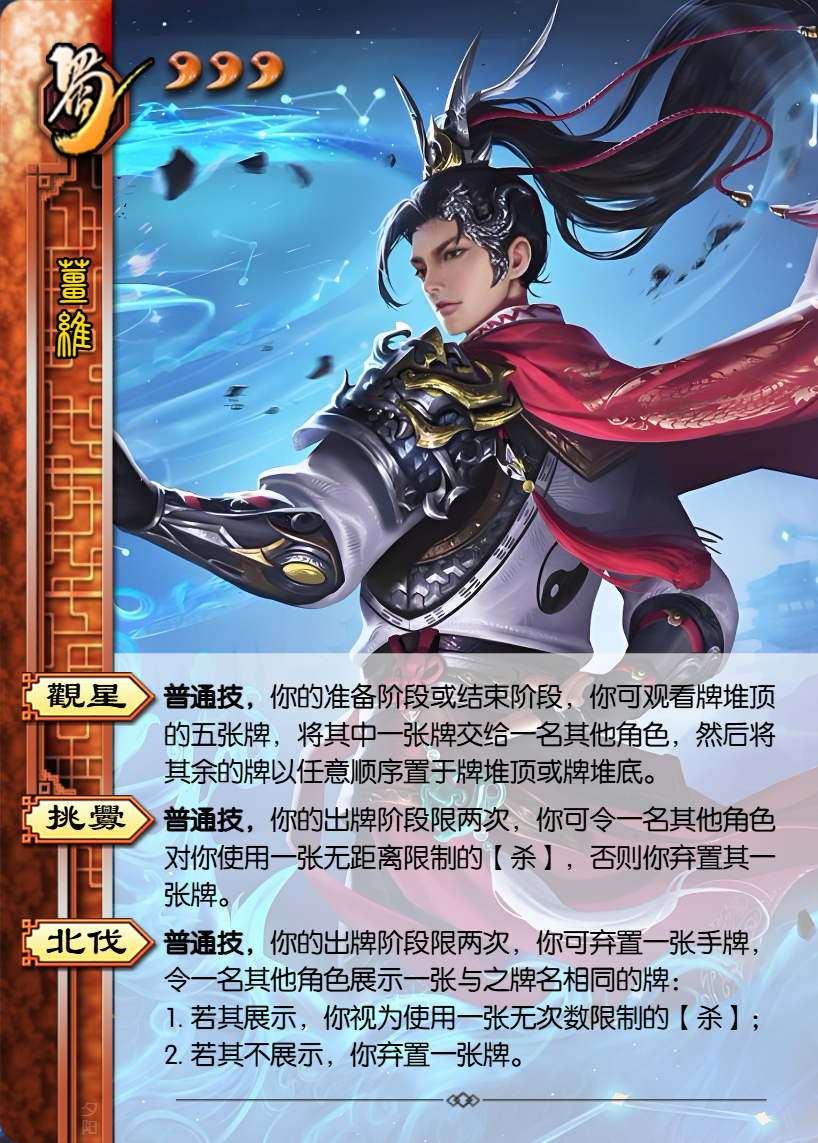 蜀
薑維
觀星
普通技，你的准备阶段或结束阶段，你可观看牌堆顶
的五张牌，将其中一张牌交给一名其他角色，然后将
其余的牌以任意顺序置于牌堆顶或牌堆底。
挑釁
普通技，你的出牌阶段限两次，你可令一名其他角色
对你使用一张无距离限制的【杀】，否则你弃置其一
张牌。
北伐
普通技，你的出牌阶段限两次，你可弃置一张手牌，
令一名其他角色展示一张与之牌名相同的牌：
1. 若其展示，你视为使用一张无次数限制的【杀】；
2. 若其不展示，你弃置一张牌。
夕阳